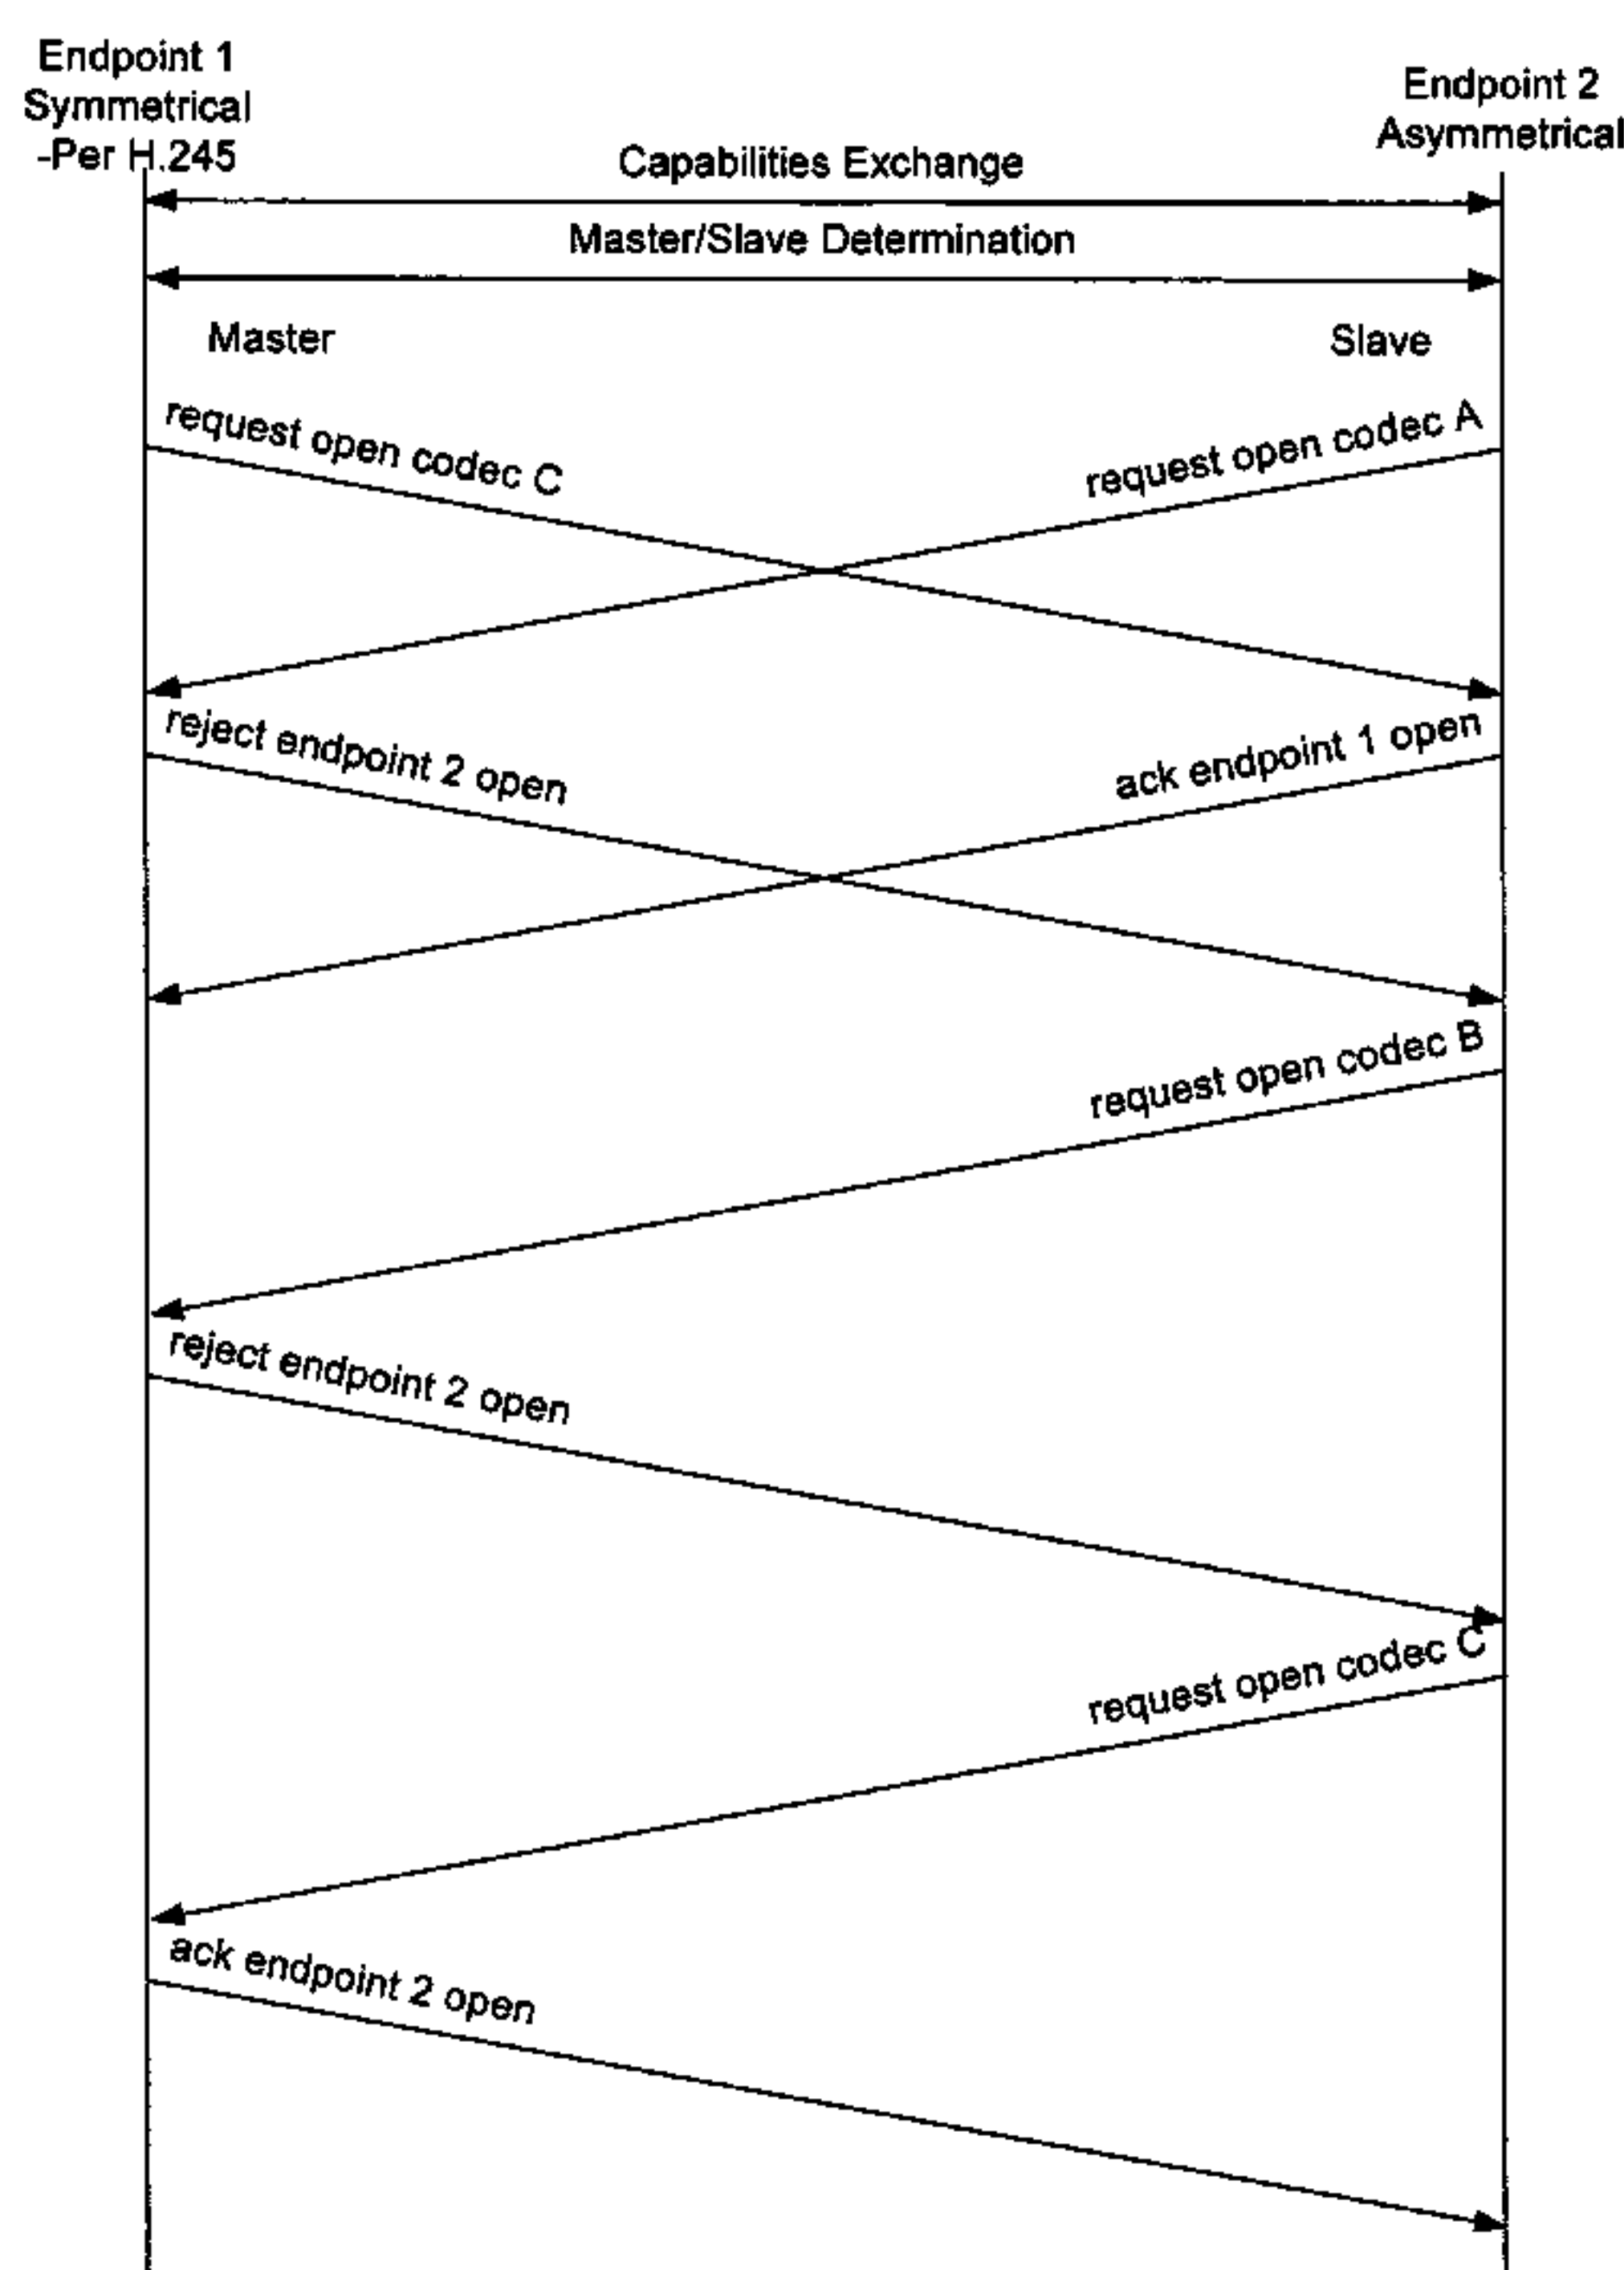 Endpoint 1
Symmetrical
-Per H.245
Endpoint 2
Asymmetrical
Capabilities Exchange
Master/Slave Determination
Master
Slave
request open codec C
request open codec A
reject endpoint 2 open
ack endpoint 1 open
request open codec B
reject endpoint 2 open
request open codec C
ack endpoint 2 open